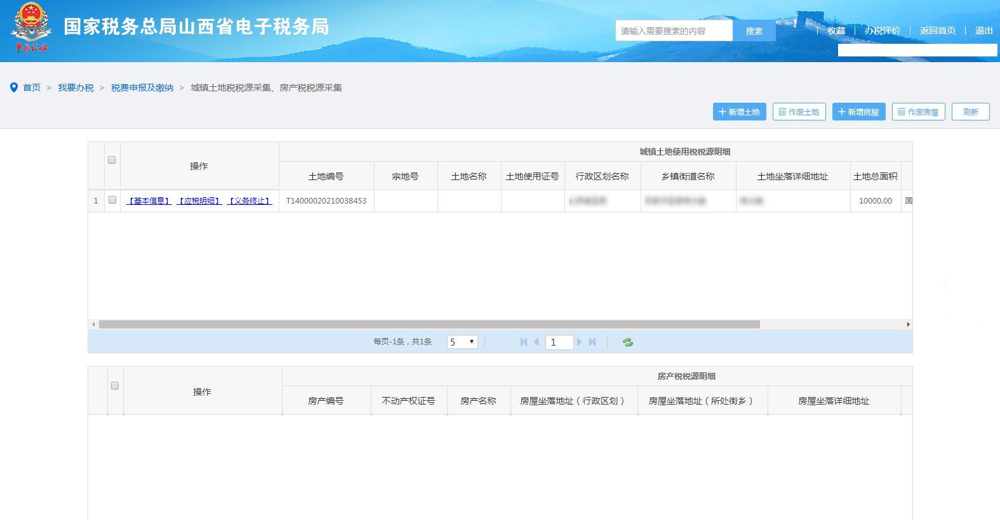 国家税务总局山西省电子税务局
中国税务
请输入需要搜索的内容 搜索
收藏 办税评价 返回首页 退出
首页 > 我要办税 > 税费申报及缴纳 > 城镇土地税税源采集、房产税税源采集
新增土地 作废土地 新增房屋 作废房屋 刷新
操作
城镇土地使用税税源明细
土地编号 宗地号 土地名称 土地使用证号 行政区划名称 乡镇街道名称 土地坐落详细地址 土地总面积
1 【基本信息】 【应税明细】 【义务终止】 T14000020210038453 10000.00 国
每页-1条，共1条 5 1
操作
房产税税源明细
房产编号 不动产权证号 房产名称 房屋坐落地址（行政区划） 房屋坐落地址（所处街乡） 房屋坐落详细地址